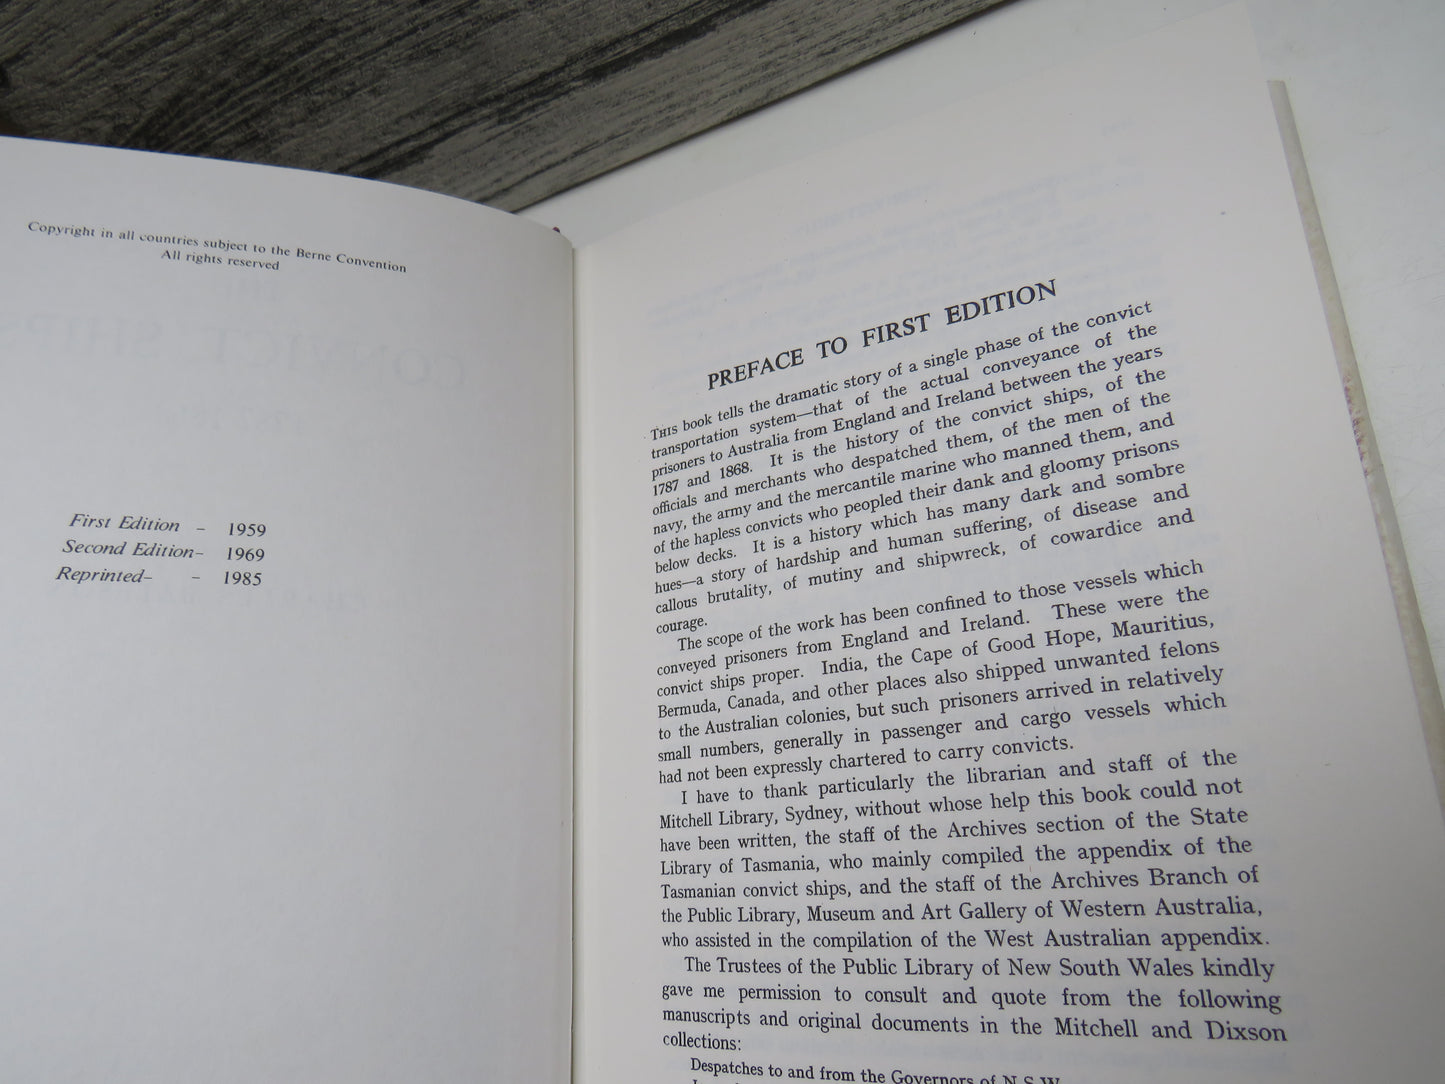 Copyright in all countries subject to the Berne Convention
All rights reserved
First Edition – 1959
Second Edition– 1969
Reprinted– – 1985
PREFACE TO FIRST EDITION
THIS book tells the dramatic story of a single phase of the convict
transportation system—that of the actual conveyance of the
prisoners to Australia from England and Ireland between the years
1787 and 1868. It is the history of the convict ships, of the
officials and merchants who despatched them, of the men of the
navy, the army and the mercantile marine who manned them, and
of the hapless convicts who peopled their dank and gloomy prisons
below decks. It is a history which has many dark and sombre
hues—a story of hardship and human suffering, of disease and
callous brutality, of mutiny and shipwreck, of cowardice and
courage.
The scope of the work has been confined to those vessels which
conveyed prisoners from England and Ireland. These were the
convict ships proper. India, the Cape of Good Hope, Mauritius,
Bermuda, Canada, and other places also shipped unwanted felons
to the Australian colonies, but such prisoners arrived in relatively
small numbers, generally in passenger and cargo vessels which
had not been expressly chartered to carry convicts.
I have to thank particularly the librarian and staff of the
Mitchell Library, Sydney, without whose help this book could not
have been written, the staff of the Archives section of the State
Library of Tasmania, who mainly compiled the appendix of the
Tasmanian convict ships, and the staff of the Archives Branch of
the Public Library, Museum and Art Gallery of Western Australia,
who assisted in the compilation of the West Australian appendix.
The Trustees of the Public Library of New South Wales kindly
gave me permission to consult and quote from the following
manuscripts and original documents in the Mitchell and Dixson
collections:
Despatches to and from the Governors of N.S.W.